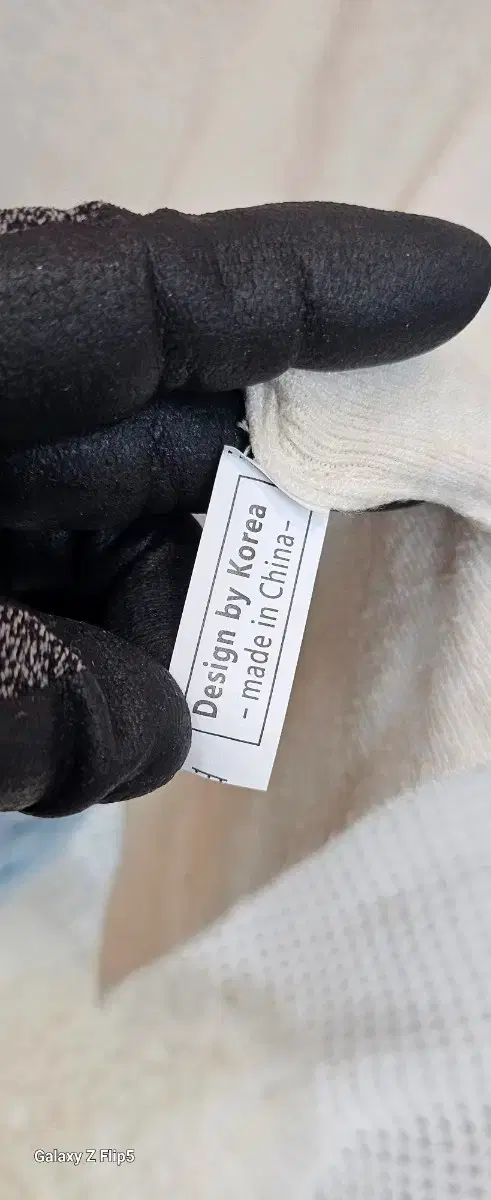 Design by Korea
- made in China -
Galaxy Z Flip5